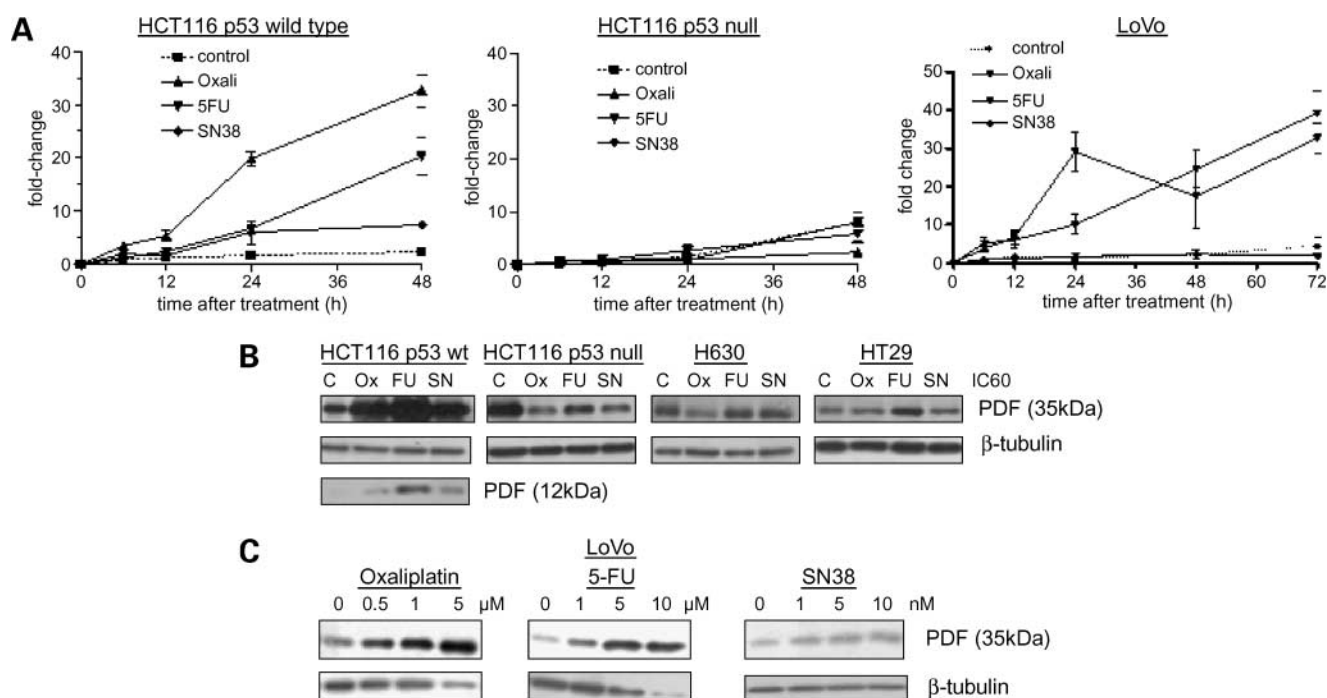 A
HCT116 p53 wild type
control
Oxali
5FU
SN38
fold-change
40
30
20
10
0
0 12 24 36 48
time after treatment (h)
HCT116 p53 null
control
Oxali
5FU
SN38
fold-change
40
30
20
10
0
0 12 24 36 48
time after treatment (h)
LoVo
control
Oxali
5FU
SN38
fold change
50
40
30
20
10
0
0 12 24 36 48 60 72
time after treatment (h)
B
HCT116 p53 wt HCT116 p53 null H630 HT29
C Ox FU SN C Ox FU SN C Ox FU SN C Ox FU SN IC60
PDF (35kDa)
β-tubulin
PDF (12kDa)
C
LoVo
Oxaliplatin 5-FU SN38
0 0.5 1 5 μM 0 1 5 10 μM 0 1 5 10 nM
PDF (35kDa)
β-tubulin